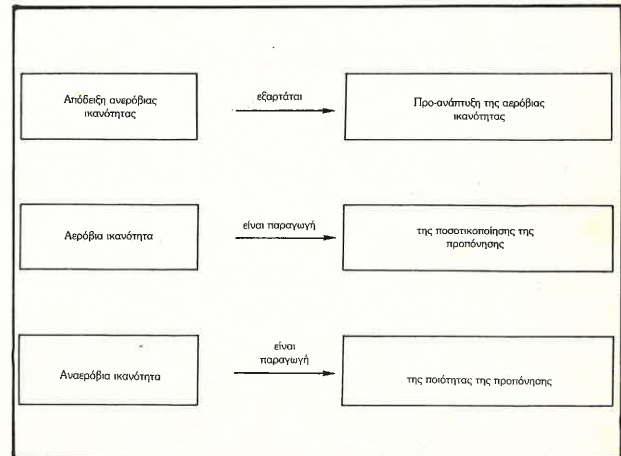 Απόδειξη ανερόβιας
ικανότητας
εξαρτάται
Προ-ανάπτυξη της αερόβιας
ικανότητας
Αερόβια ικανότητα
είναι παραγωγή
της ποσοτικοποίησης της
προπόνησης
Αναερόβια ικανότητα
είναι
παραγωγή
της ποιότητας της προπόνησης